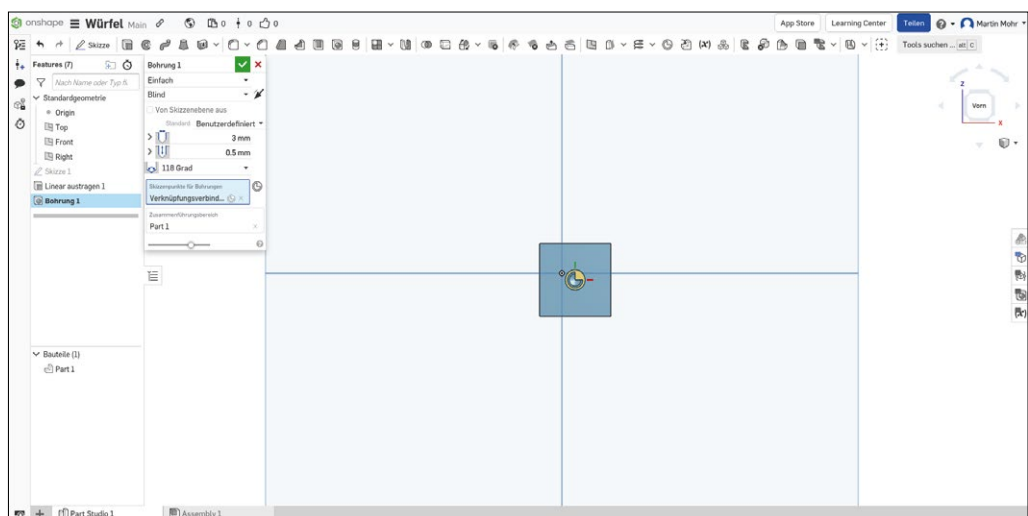 onshape Würfel Main 0 0 0 App Store Learning Center Teilen Martin Mohr
Skizze Tools suchen ... alt C
Features (7)
Nach Name oder Typ fi.
Standardgeometrie
Origin
Top
Front
Right
Skizze 1
Linear austragen 1
Bohrung 1
Bohrung 1
Einfach
Blind
Von Skizzenebene aus
Standard Benutzerdefiniert
3 mm
0.5 mm
118 Grad
Skizzenpunkte für Bohrungen
Verknüpfungsverbind...
Zusammenführungsbereich
Part 1
Z
Vorn
X
Bauteile (1)
Part 1
Part Studio 1 Assembly 1